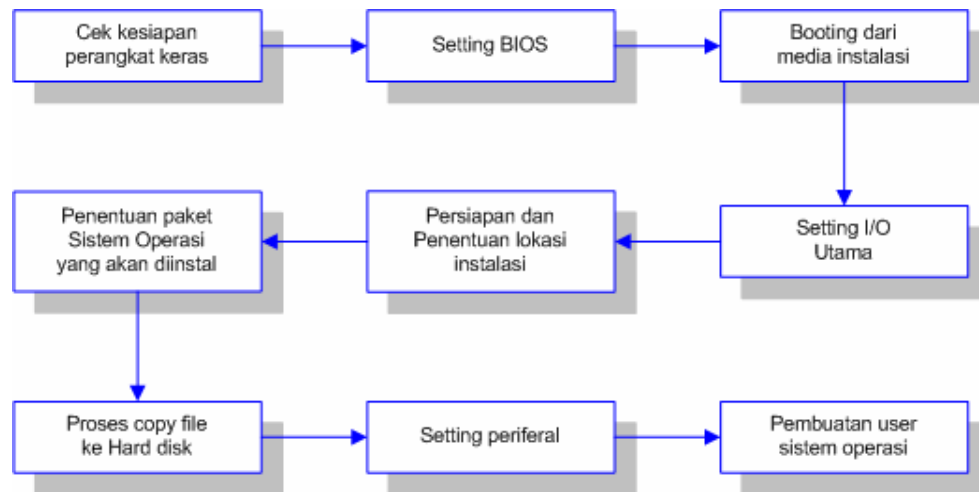 Cek kesiapan
perangkat keras
Setting BIOS
Booting dari
media instalasi
Setting I/O
Utama
Persiapan dan
Penentuan lokasi
instalasi
Penentuan paket
Sistem Operasi
yang akan diinstal
Proses copy file
ke Hard disk
Setting periferal
Pembuatan user
sistem operasi